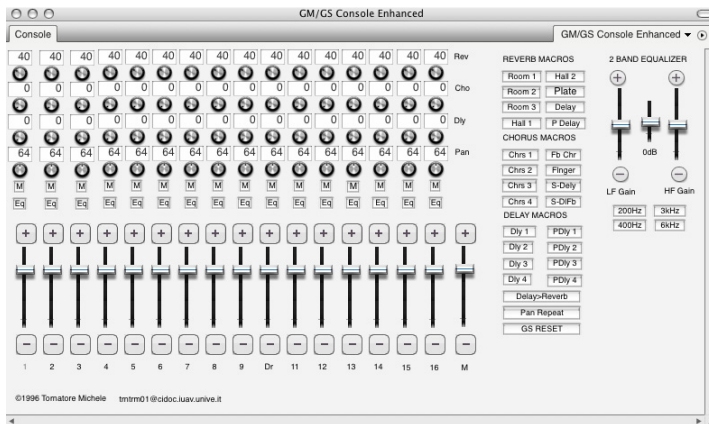 GM/GS Console Enhanced
Console
GM/GS Console Enhanced
40 40 40 40 40 40 40 40 40 40 40 40 40 40 40 40 Rev
0 0 0 0 0 0 0 0 0 0 0 0 0 0 0 0 Cho
0 0 0 0 0 0 0 0 0 0 0 0 0 0 0 0 Dly
64 64 64 64 64 64 64 64 64 64 64 64 64 64 64 64 Pan
M M M M M M M M M M M M M M M M
Eq Eq Eq Eq Eq Eq Eq Eq Eq Eq Eq Eq Eq Eq Eq Eq
+ + + + + + + + + + + + + + + + +
− − − − − − − − − − − − − − − − −
1 2 3 4 5 6 7 8 9 Dr 11 12 13 14 15 16 M
©1996 Tomatore Michele tmtrm01@cidoc.iuav.unive.it
REVERB MACROS
Room 1 Hall 2
Room 2 Plate
Room 3 Delay
Hall 1 P Delay
CHORUS MACROS
Chrs 1 Fb Chr
Chrs 2 Flnger
Chrs 3 S-Dely
Chrs 4 S-DlFb
DELAY MACROS
Dly 1 PDly 1
Dly 2 PDly 2
Dly 3 PDly 3
Dly 4 PDly 4
Delay>Reverb
Pan Repeat
GS RESET
2 BAND EQUALIZER
+ +
0dB
− −
LF Gain HF Gain
200Hz 3kHz
400Hz 6kHz